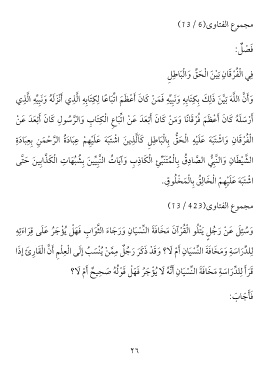 مجموع الفتاوى (6 / 13)
فَصْلٌ:
فِي الْفُرْقَانِ بَيْنَ الْحَقِّ وَالْبَاطِلِ
وَأَنَّ اللَّهَ بَيَّنَ ذَلِكَ بِكِتَابِهِ وَنَبِيِّهِ فَمَنْ كَانَ أَعْظَمَ اتِّبَاعًا لِكِتَابِهِ الَّذِي أَنْزَلَهُ وَنَبِيِّهِ الَّذِي
أَرْسَلَهُ كَانَ أَعْظَمَ فُرْقَانًا وَمَنْ كَانَ أَبْعَدَ عَنْ اتِّبَاعِ الْكِتَابِ وَالرَّسُولِ كَانَ أَبْعَدَ عَنْ
الْفُرْقَانِ وَاشْتَبَهَ عَلَيْهِ الْحَقُّ بِالْبَاطِلِ كَالَّذِينَ اشْتَبَهَ عَلَيْهِمْ عِبَادَةُ الرَّحْمَنِ بِعِبَادَةِ
الشَّيْطَانِ وَالنَّبِيُّ الصَّادِقُ بِالْمُتَنَبِّئِ الْكَاذِبِ وَآيَاتُ النَّبِيِّينَ بِشُبُهَاتِ الْكَذَّابِينَ حَتَّى
اشْتَبَهَ عَلَيْهِمْ الْخَالِقُ بِالْمَخْلُوقِ.
مجموع الفتاوى (423 / 13)
وَسُئِلَ عَنْ رَجُلٍ يَتْلُو الْقُرْآنَ مَخَافَةَ النِّسْيَانِ وَرَجَاءَ الثَّوَابِ فَهَلْ يُؤْجَرُ عَلَى قِرَاءَتِهِ
لِلدِّرَاسَةِ وَمَخَافَةَ النِّسْيَانِ أَمْ لَا؟ وَقَدْ ذَكَرَ رَجُلٌ مِمَّنْ يُنْسَبُ إلَى الْعِلْمِ أَنَّ الْقَارِئَ إذَا
قَرَأَ لِلدِّرَاسَةِ مَخَافَةَ النِّسْيَانِ أَنَّهُ لَا يُؤْجَرُ فَهَلْ قَوْلُهُ صَحِيحٌ أَمْ لَا؟
فَأَجَابَ:
٢٦